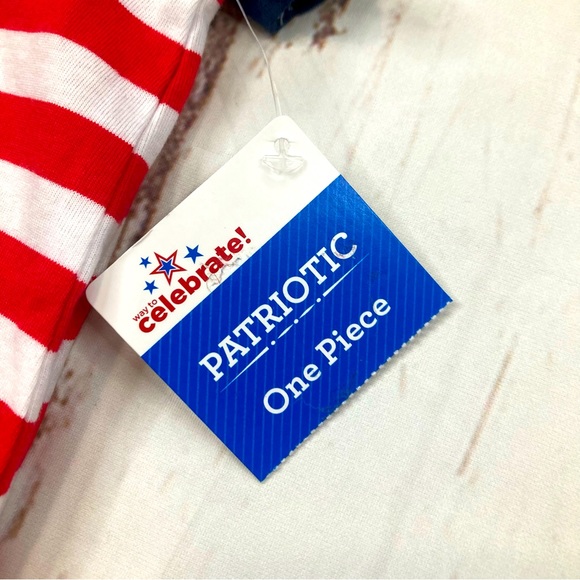 way to
celebrate!
PATRIOTIC
One Piece